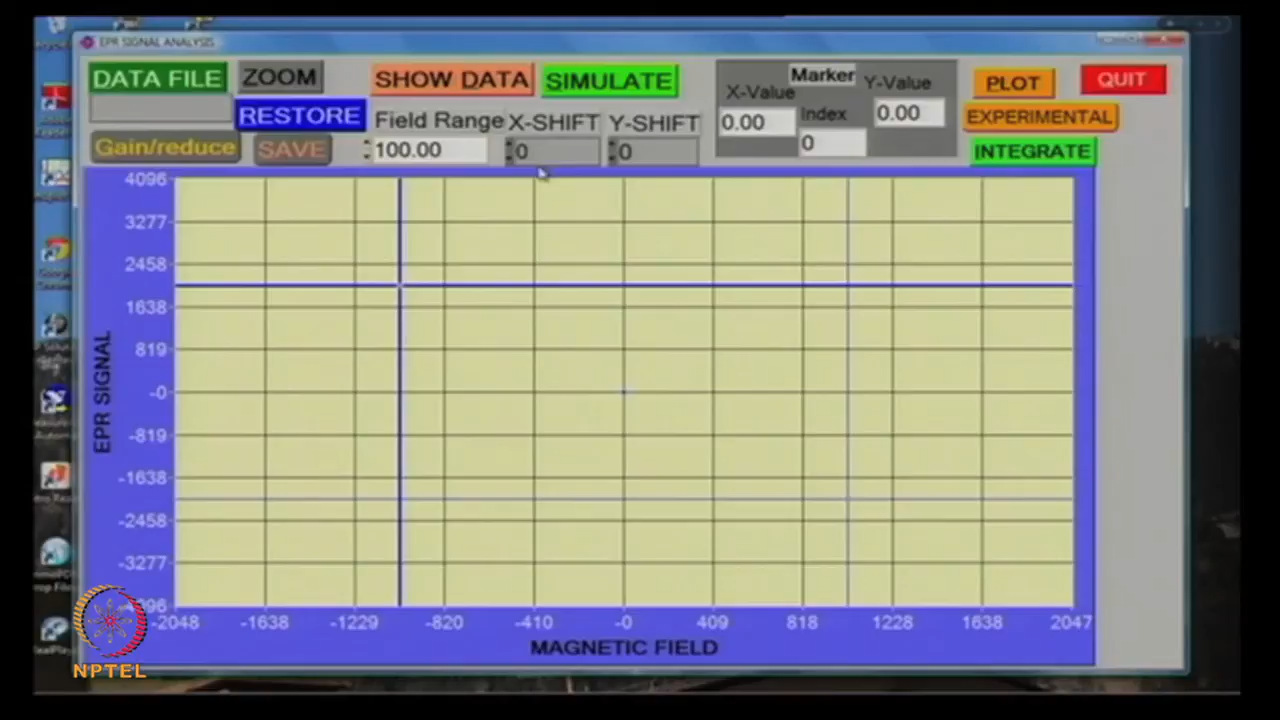 EPR SIGNAL ANALYSIS
DATA FILE ZOOM SHOW DATA SIMULATE
RESTORE
Gain/reduce SAVE
Field Range X-SHIFT Y-SHIFT
100.00 0 0
Marker
X-Value Y-Value
Index
0.00 0.00
0
PLOT QUIT
EXPERIMENTAL
INTEGRATE
4096
3277
2458
1638
819
-0
-819
-1638
-2458
-3277
EPR SIGNAL
-2048 -1638 -1229 -820 -410 -0 409 818 1228 1638 2047
MAGNETIC FIELD
NPTEL